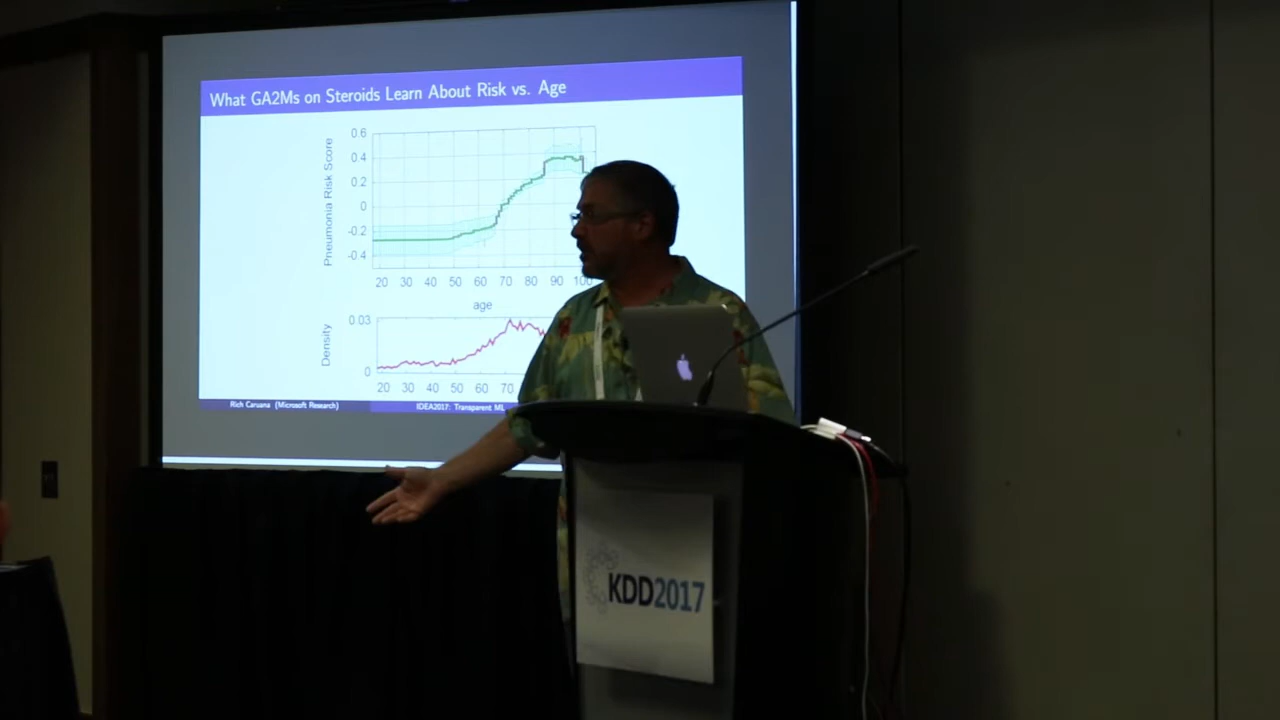 What GA2Ms on Steroids Learn About Risk vs. Age
Pneumonia Risk Score
0.6
0.4
0.2
0
-0.2
-0.4
20 30 40 50 60 70 80 90 100
age
Density
0.03
0
20 30 40 50 60 70
Rich Caruana (Microsoft Research)
IDEA2017: Transparent ML
KDD2017